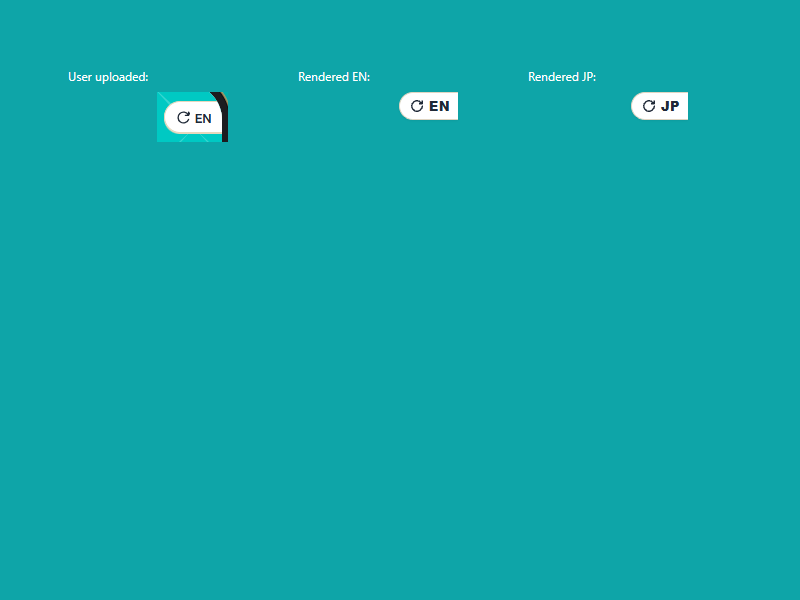 User uploaded:
Rendered EN:
Rendered JP:
EN
EN
JP